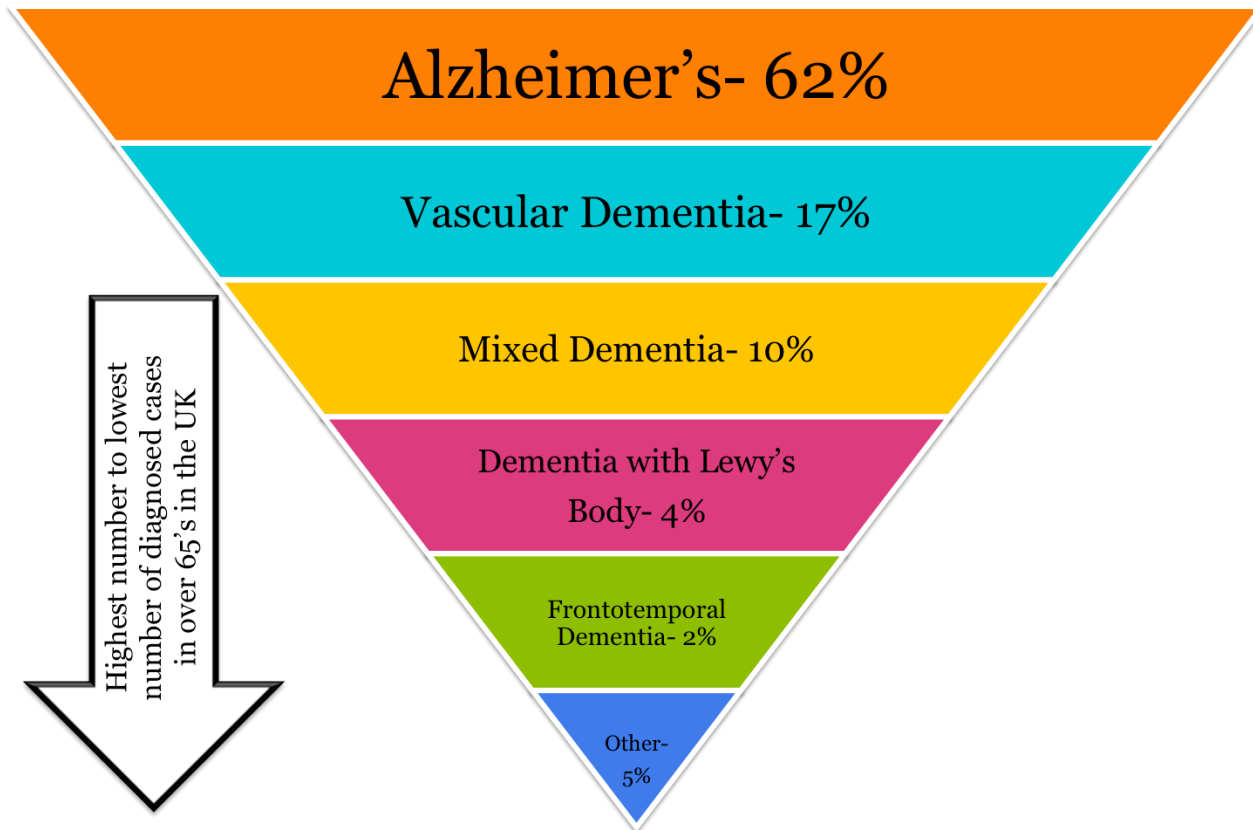 Alzheimer’s- 62%
Vascular Dementia- 17%
Mixed Dementia- 10%
Dementia with Lewy’s
Body- 4%
Frontotemporal
Dementia- 2%
Other-
5%
Highest number to lowest
number of diagnosed cases
in over 65’s in the UK